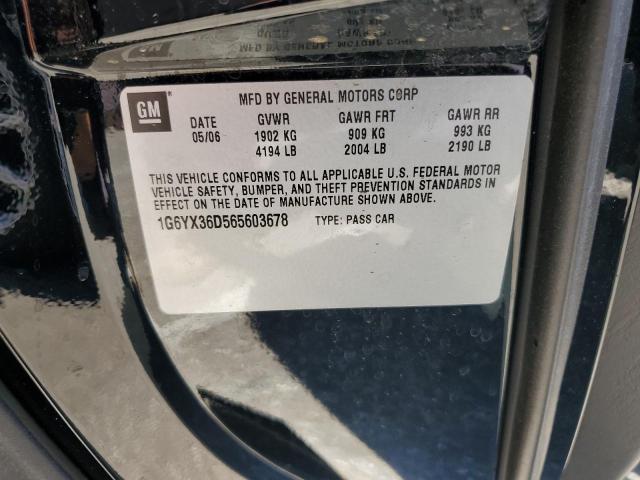 GM ® MFD BY GENERAL MOTORS CORP
DATE GVWR GAWR FRT GAWR RR
05/06 1902 KG 909 KG 993 KG
4194 LB 2004 LB 2190 LB
THIS VEHICLE CONFORMS TO ALL APPLICABLE U.S. FEDERAL MOTOR
VEHICLE SAFETY, BUMPER, AND THEFT PREVENTION STANDARDS IN
EFFECT ON THE DATE OF MANUFACTURE SHOWN ABOVE.
1G6YX36D565603678 TYPE: PASS CAR